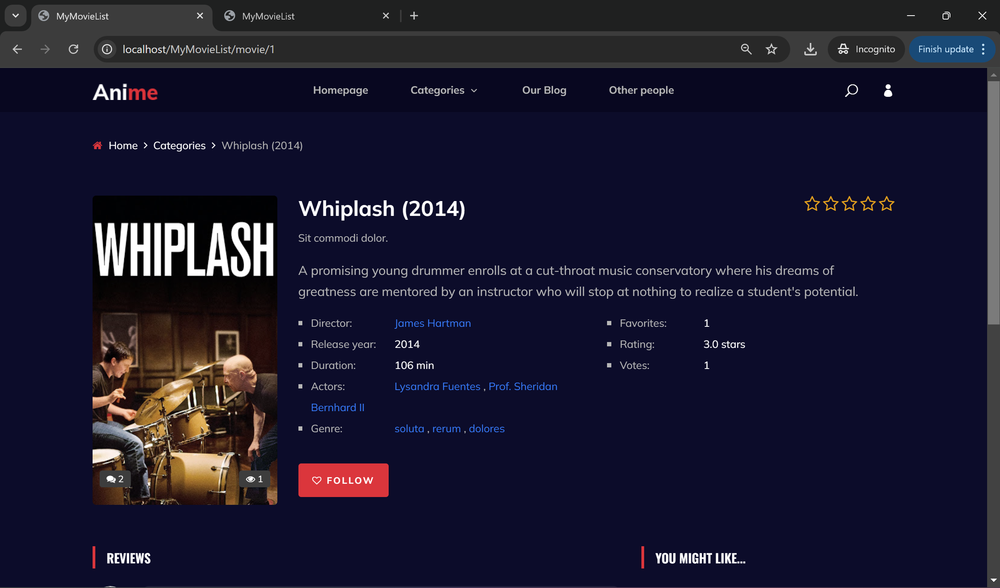 MyMovieList
MyMovieList
localhost/MyMovieList/movie/1
Incognito
Finish update
Anime
Homepage
Categories
Our Blog
Other people
Home
Categories
Whiplash (2014)
WHIPLASH
2
1
Whiplash (2014)
Sit commodi dolor.
A promising young drummer enrolls at a cut-throat music conservatory where his dreams of
greatness are mentored by an instructor who will stop at nothing to realize a student's potential.
Director: James Hartman
Release year: 2014
Duration: 106 min
Actors: Lysandra Fuentes , Prof. Sheridan
Bernhard II
Genre: soluta , rerum , dolores
Favorites: 1
Rating: 3.0 stars
Votes: 1
FOLLOW
REVIEWS
YOU MIGHT LIKE...